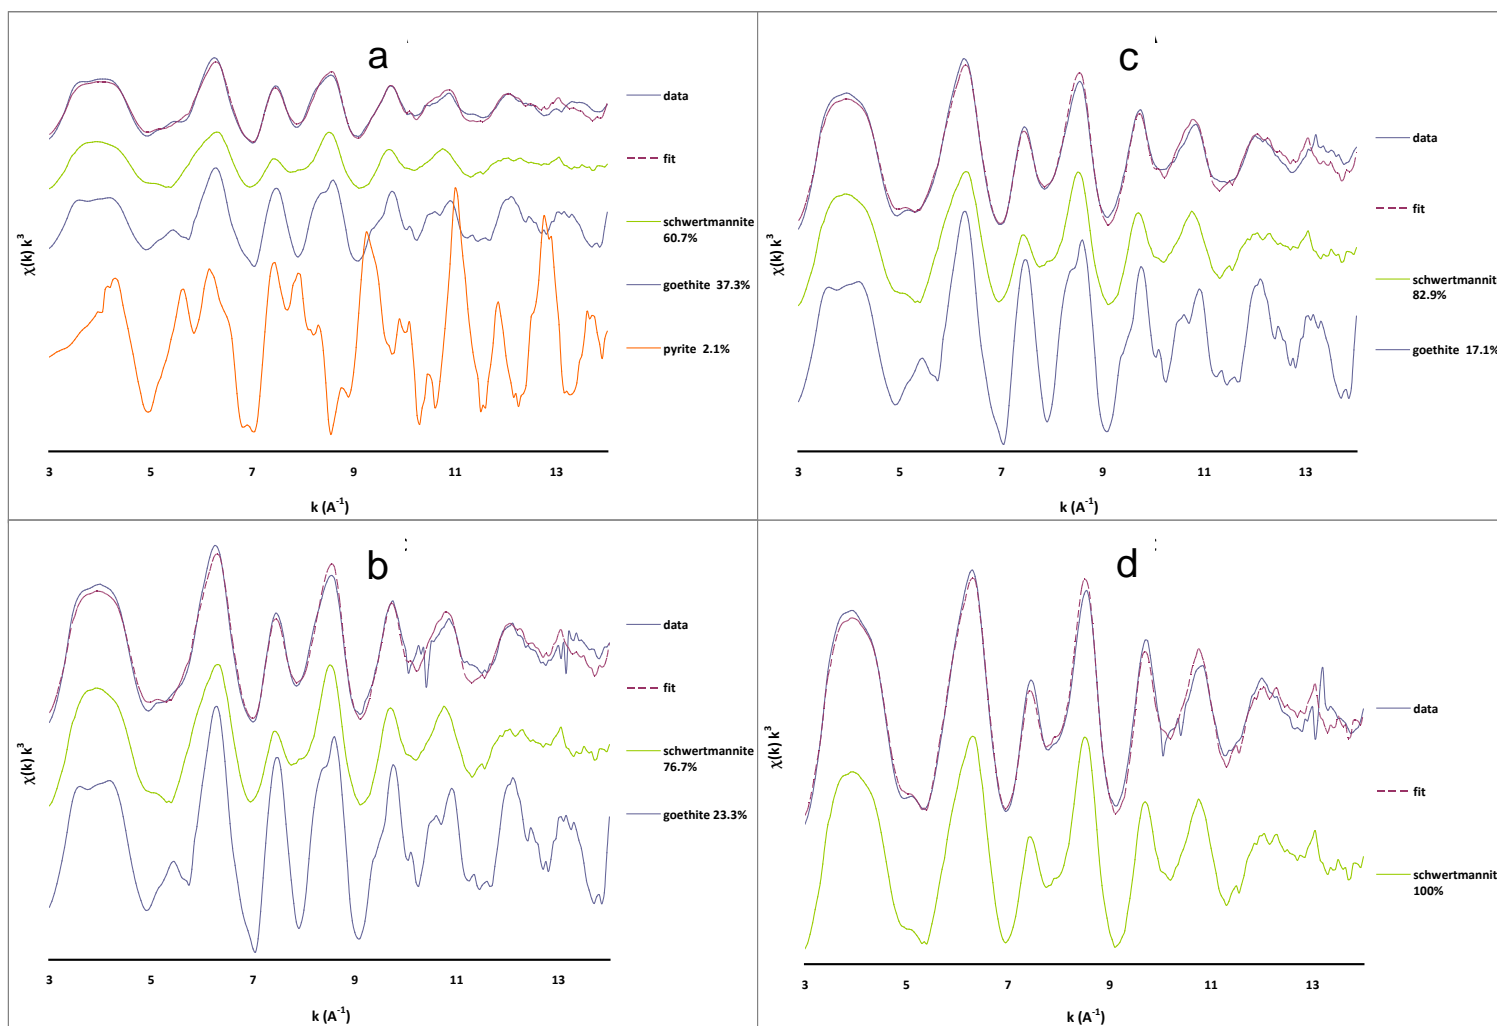 a
data
fit
schwertmannite
60.7%
goethite 37.3%
pyrite 2.1%
χ(k) k³
3 5 7 9 11 13
k (A⁻¹)
c
data
fit
schwertmannit
82.9%
goethite 17.1%
χ(k) k³
3 5 7 9 11 13
k (A⁻¹)
b
data
fit
schwertmannite
76.7%
goethite 23.3%
χ(k) k³
3 5 7 9 11 13
k (A⁻¹)
d
data
fit
schwertmannit
100%
χ(k) k³
3 5 7 9 11 13
k (A⁻¹)